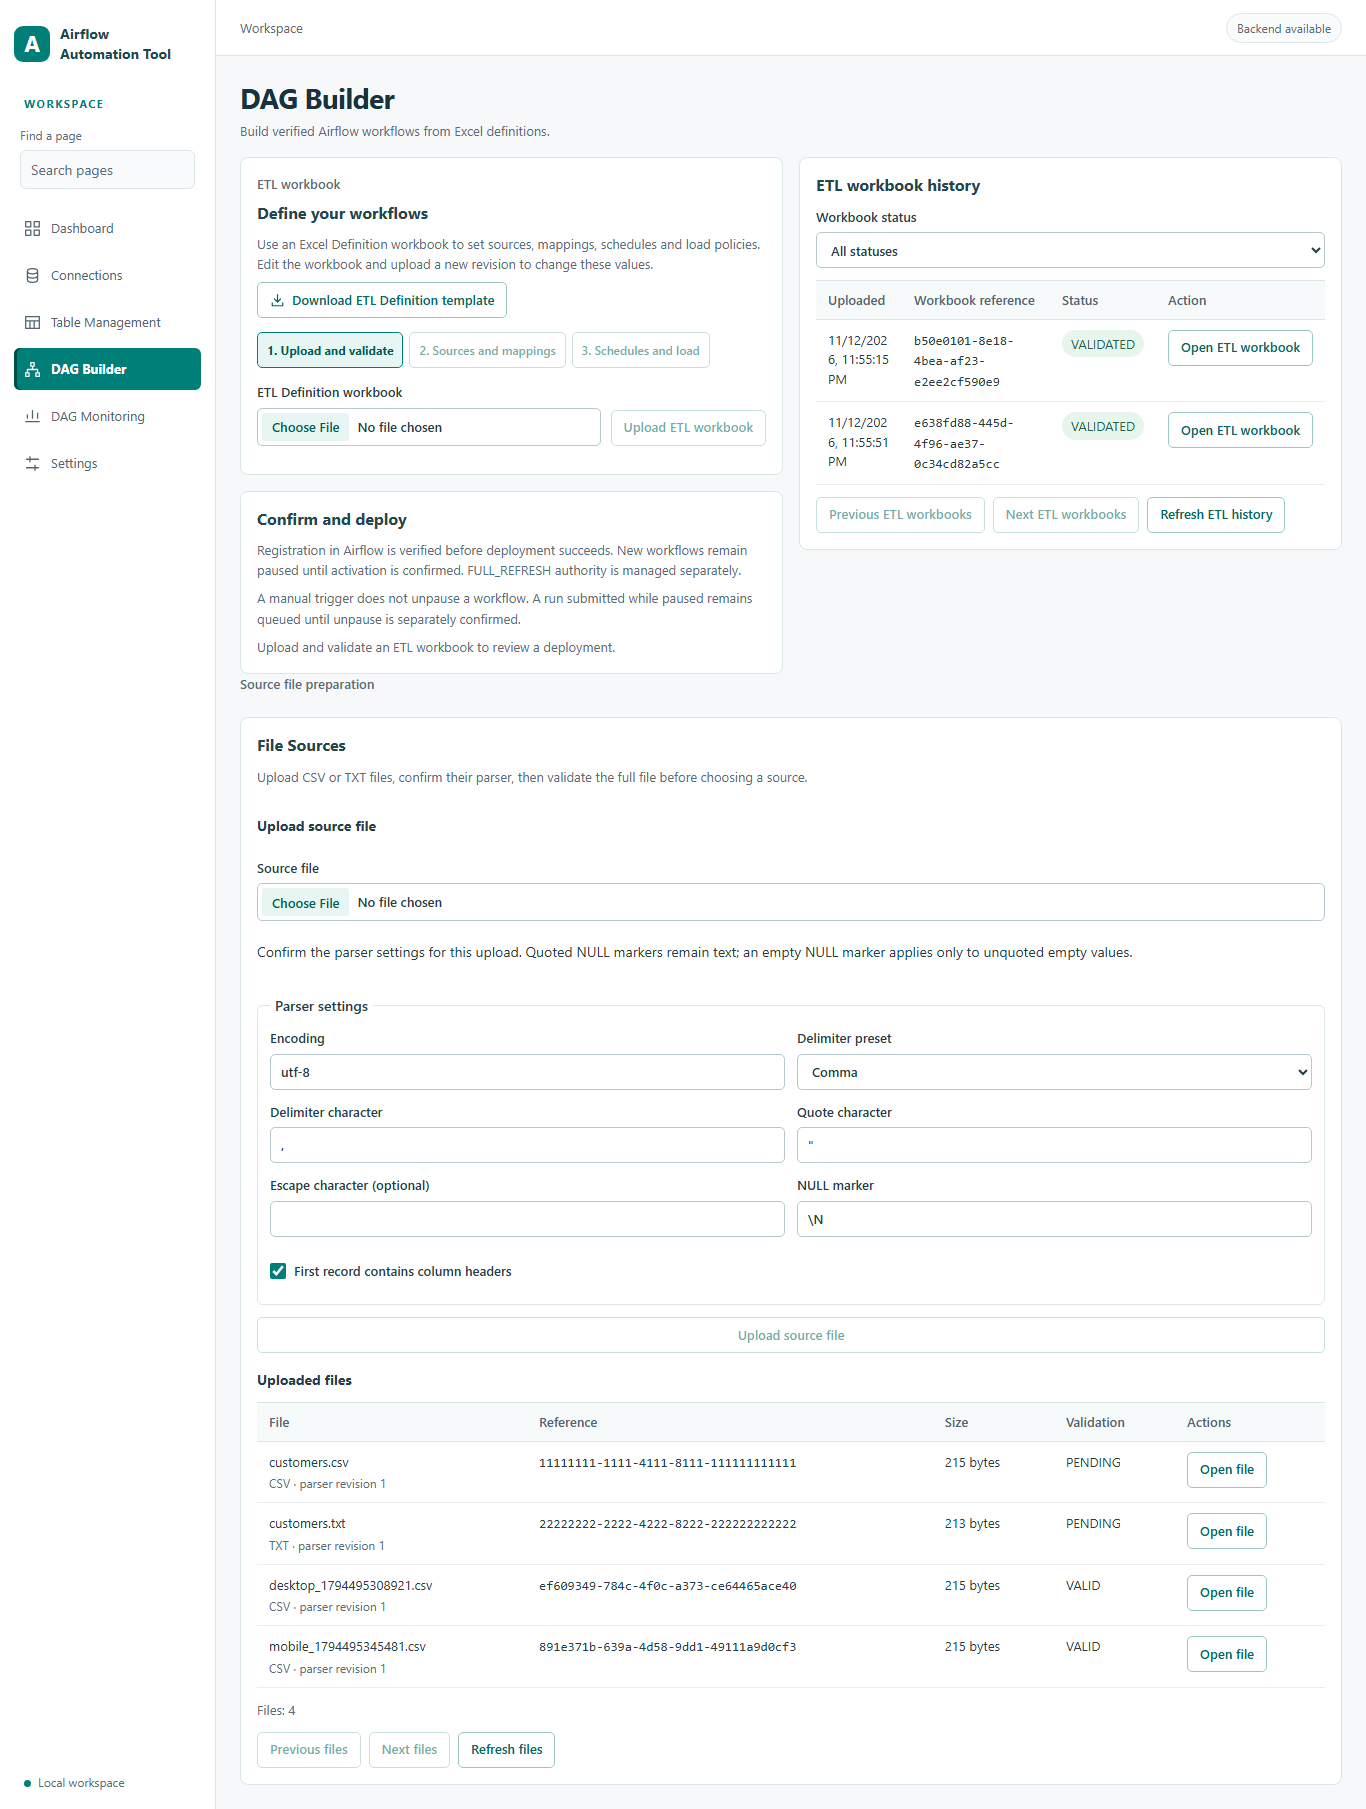 A
Airflow
Automation Tool
WORKSPACE
Find a page
Search pages
Dashboard
Connections
Table Management
DAG Builder
DAG Monitoring
Settings
Local workspace
Workspace
Backend available
DAG Builder
Build verified Airflow workflows from Excel definitions.
ETL workbook
Define your workflows
Use an Excel Definition workbook to set sources, mappings, schedules and load policies.
Edit the workbook and upload a new revision to change these values.
Download ETL Definition template
1. Upload and validate
2. Sources and mappings
3. Schedules and load
ETL Definition workbook
Choose File No file chosen
Upload ETL workbook
Confirm and deploy
Registration in Airflow is verified before deployment succeeds. New workflows remain
paused until activation is confirmed. FULL_REFRESH authority is managed separately.
A manual trigger does not unpause a workflow. A run submitted while paused remains
queued until unpause is separately confirmed.
Upload and validate an ETL workbook to review a deployment.
ETL workbook history
Workbook status
All statuses
Uploaded Workbook reference Status Action
11/12/202
6, 11:55:15
PM
b50e0101-8e18-
4bea-af23-
e2ee2cf590e9
VALIDATED
Open ETL workbook
11/12/202
6, 11:55:51
PM
e638fd88-445d-
4f96-ae37-
0c34cd82a5cc
VALIDATED
Open ETL workbook
Previous ETL workbooks
Next ETL workbooks
Refresh ETL history
Source file preparation
File Sources
Upload CSV or TXT files, confirm their parser, then validate the full file before choosing a source.
Upload source file
Source file
Choose File No file chosen
Confirm the parser settings for this upload. Quoted NULL markers remain text; an empty NULL marker applies only to unquoted empty values.
Parser settings
Encoding
utf-8
Delimiter preset
Comma
Delimiter character
,
Quote character
"
Escape character (optional)
NULL marker
\N
First record contains column headers
Upload source file
Uploaded files
File Reference Size Validation Actions
customers.csv
CSV · parser revision 1
11111111-1111-4111-8111-111111111111
215 bytes
PENDING
Open file
customers.txt
TXT · parser revision 1
22222222-2222-4222-8222-222222222222
213 bytes
PENDING
Open file
desktop_1794495308921.csv
CSV · parser revision 1
ef609349-784c-4f0c-a373-ce64465ace40
215 bytes
VALID
Open file
mobile_1794495345481.csv
CSV · parser revision 1
891e371b-639a-4d58-9dd1-49111a9d0cf3
215 bytes
VALID
Open file
Files: 4
Previous files
Next files
Refresh files